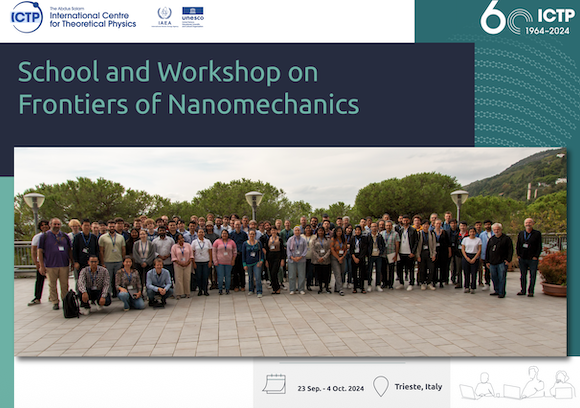 ICTP
The Abdus Salam
International Centre
for Theoretical Physics
IAEA
unesco
60 ICTP
1964–2024
School and Workshop on
Frontiers of Nanomechanics
23 Sep. - 4 Oct. 2024
Trieste, Italy